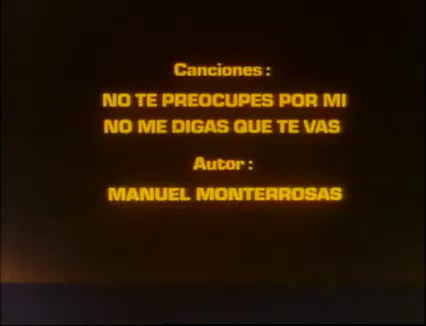 Canciones:
NO TE PREOCUPES POR MI
NO ME DIGAS QUE TE VAS
Autor:
MANUEL MONTERROSAS